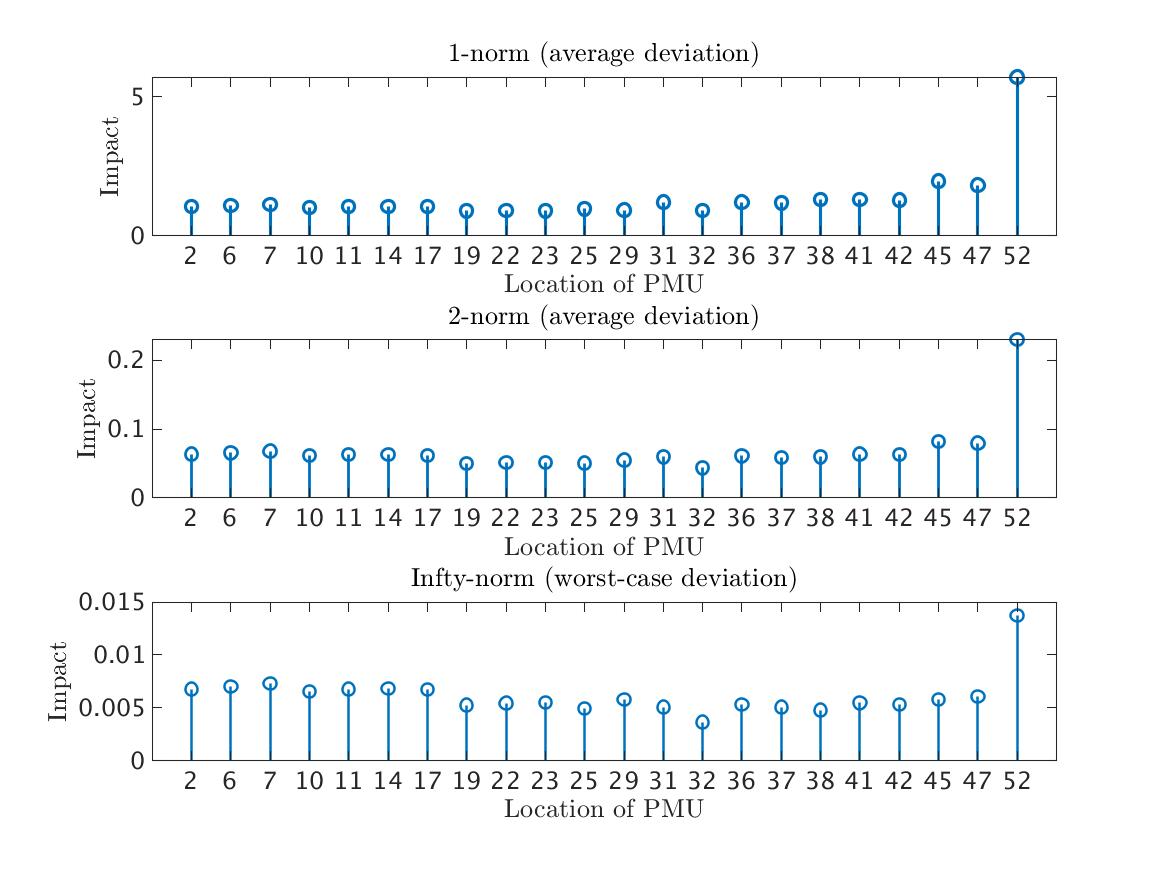 1-norm (average deviation)
5
0
Impact
2 6 7 10 11 14 17 19 22 23 25 29 31 32 36 37 38 41 42 45 47 52
Location of PMU
2-norm (average deviation)
0.2
0.1
0
Impact
2 6 7 10 11 14 17 19 22 23 25 29 31 32 36 37 38 41 42 45 47 52
Location of PMU
Infty-norm (worst-case deviation)
0.015
0.01
0.005
0
Impact
2 6 7 10 11 14 17 19 22 23 25 29 31 32 36 37 38 41 42 45 47 52
Location of PMU